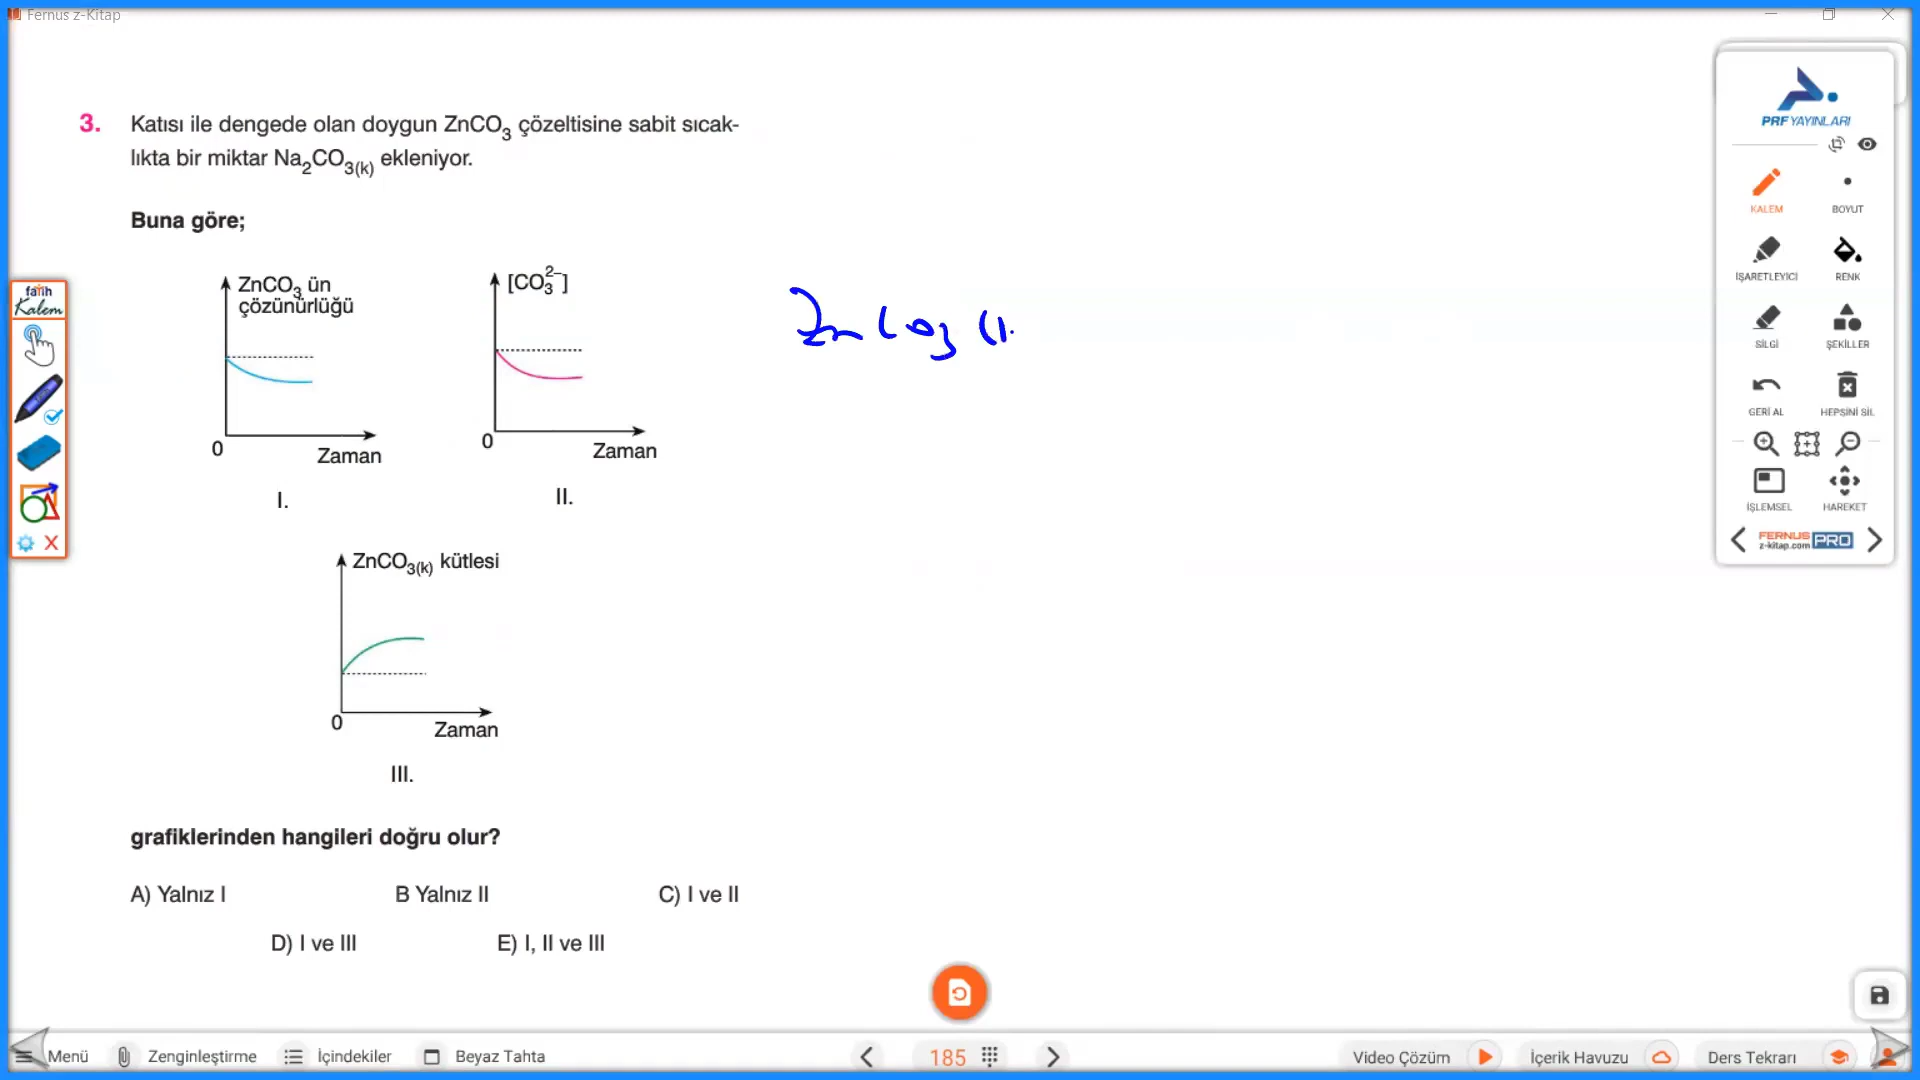 Fernus z-Kitap
3. Katısı ile dengede olan doygun ZnCO3 çözeltisine sabit sıcak-
lıkta bir miktar Na2CO3(k) ekleniyor.
Buna göre;
ZnCO3 ün
çözünürlüğü
0
Zaman
I.
[CO3 2–]
0
Zaman
II.
ZnCO3(k) kütlesi
0
Zaman
III.
grafiklerinden hangileri doğru olur?
A) Yalnız I
B Yalnız II
C) I ve II
D) I ve III
E) I, II ve III
fatih
Kalem
PRF YAYINLARI
KALEM
BOYUT
İŞARETLEYİCİ
RENK
SİLGİ
ŞEKİLLER
GERİ AL
HEPSİNİ SİL
İŞLEMSEL
HAREKET
FERNUS
z-kitap.com
PRO
Menü
Zenginleştirme
İçindekiler
Beyaz Tahta
185
Video Çözüm
İçerik Havuzu
Ders Tekrarı